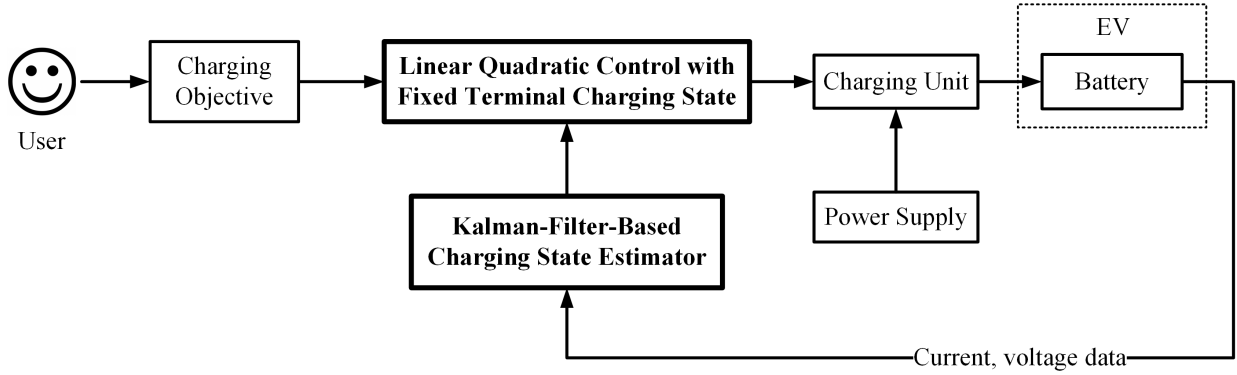 EV
Charging
Objective
Linear Quadratic Control with
Fixed Terminal Charging State
Charging Unit
Battery
User
Power Supply
Kalman-Filter-Based
Charging State Estimator
Current, voltage data